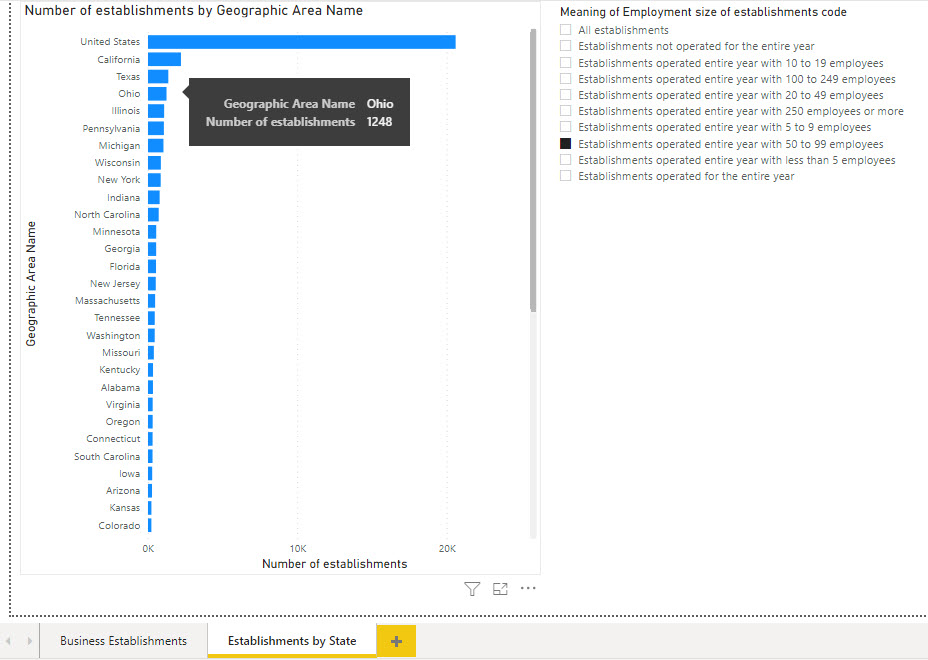 Number of establishments by Geographic Area Name
Geographic Area Name
United States
California
Texas
Ohio
Illinois
Pennsylvania
Michigan
Wisconsin
New York
Indiana
North Carolina
Minnesota
Georgia
Florida
New Jersey
Massachusetts
Tennessee
Washington
Missouri
Kentucky
Alabama
Virginia
Oregon
Connecticut
South Carolina
Iowa
Arizona
Kansas
Colorado
Geographic Area Name Ohio
Number of establishments 1248
0K 10K 20K
Number of establishments
Meaning of Employment size of establishments code
All establishments
Establishments not operated for the entire year
Establishments operated entire year with 10 to 19 employees
Establishments operated entire year with 100 to 249 employees
Establishments operated entire year with 20 to 49 employees
Establishments operated entire year with 250 employees or more
Establishments operated entire year with 5 to 9 employees
Establishments operated entire year with 50 to 99 employees
Establishments operated entire year with less than 5 employees
Establishments operated for the entire year
Business Establishments
Establishments by State
+